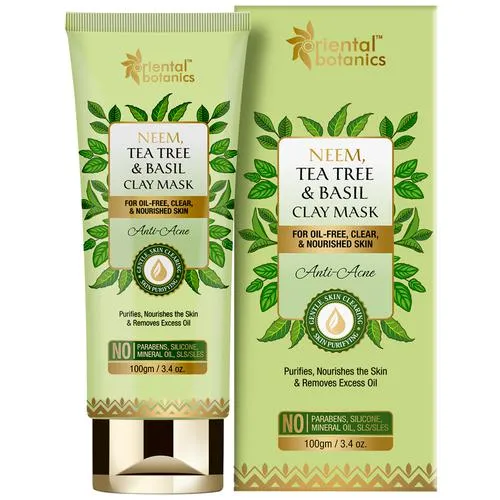 oriental™
botanics
NEEM,
TEA TREE
& BASIL
CLAY MASK
FOR OIL-FREE, CLEAR,
& NOURISHED SKIN
Anti-Acne
GENTLE, SKIN CLEARING
SKIN PURIFYING
Purifies, Nourishes the Skin
& Removes Excess Oil
NO PARABENS, SILICONE,
MINERAL OIL, SLS/SLES
100gm / 3.4 oz.
oriental™
botanics
NEEM,
TEA TREE
& BASIL
CLAY MASK
FOR OIL-FREE, CLEAR,
& NOURISHED SKIN
Anti-Acne
GENTLE, SKIN CLEARING
SKIN PURIFYING
Purifies, Nourishes the Skin
& Removes Excess Oil
NO PARABENS, SILICONE,
MINERAL OIL, SLS/SLES
100gm / 3.4 oz.